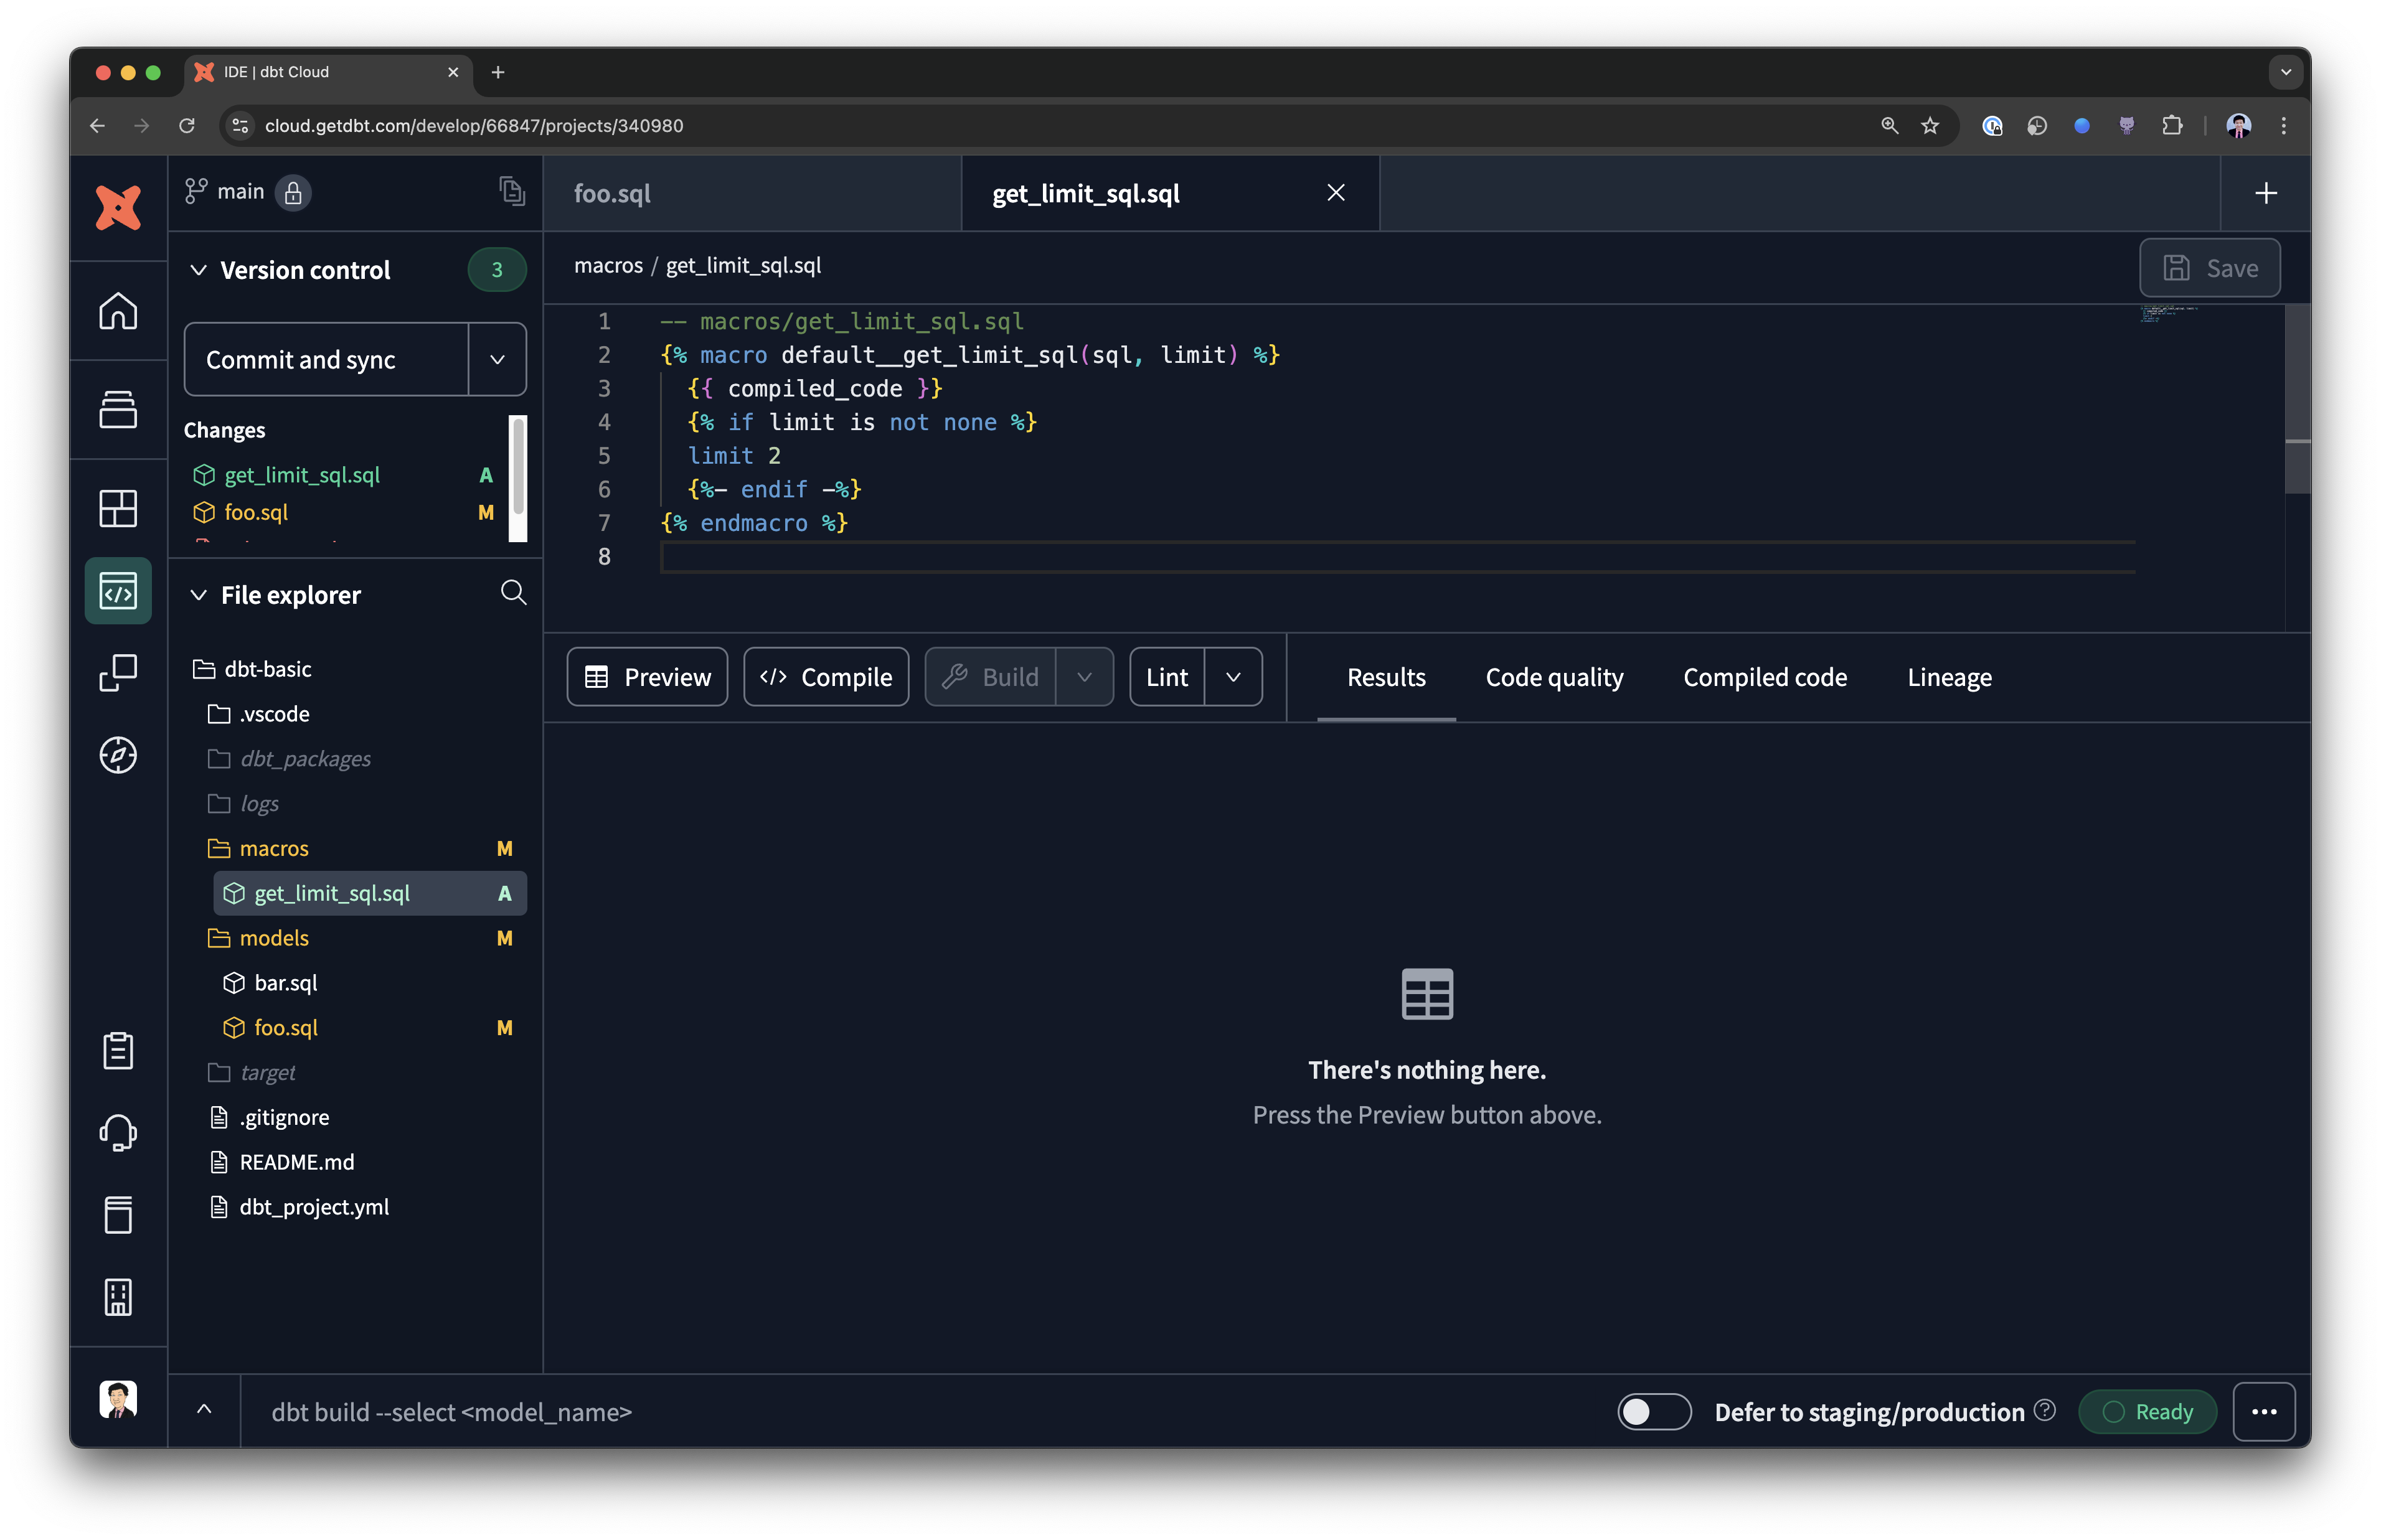 IDE | dbt Cloud
cloud.getdbt.com/develop/66847/projects/340980
main
foo.sql
get_limit_sql.sql
Version control
3
macros / get_limit_sql.sql
Save
Commit and sync
Changes
get_limit_sql.sql A
foo.sql M
1 -- macros/get_limit_sql.sql
2 {% macro default__get_limit_sql(sql, limit) %}
3 {{ compiled_code }}
4 {% if limit is not none %}
5 limit 2
6 {%- endif -%}
7 {% endmacro %}
8
File explorer
dbt-basic
.vscode
dbt_packages
logs
macros M
get_limit_sql.sql A
models M
bar.sql
foo.sql M
target
.gitignore
README.md
dbt_project.yml
Preview
</> Compile
Build
Lint
Results
Code quality
Compiled code
Lineage
There's nothing here.
Press the Preview button above.
dbt build --select <model_name>
Defer to staging/production
Ready